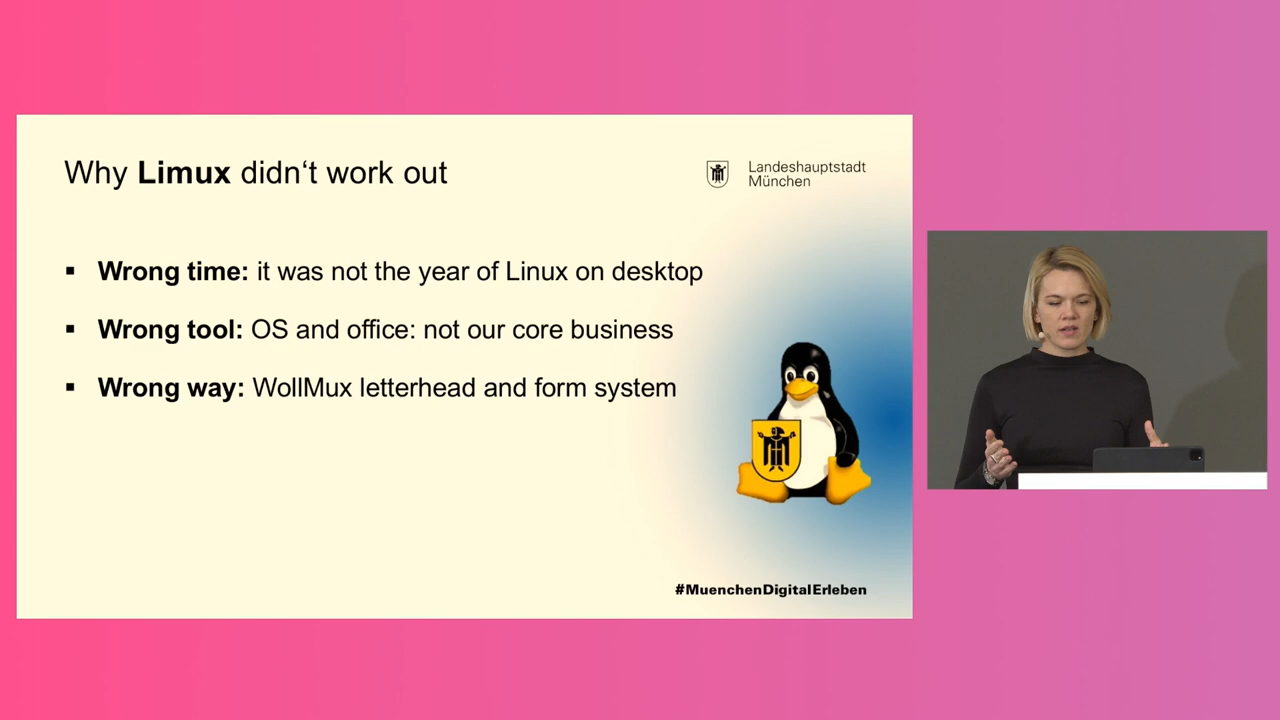 Why Limux didn‘t work out
Landeshauptstadt
München
▪ Wrong time: it was not the year of Linux on desktop
▪ Wrong tool: OS and office: not our core business
▪ Wrong way: WollMux letterhead and form system
#MuenchenDigitalErleben